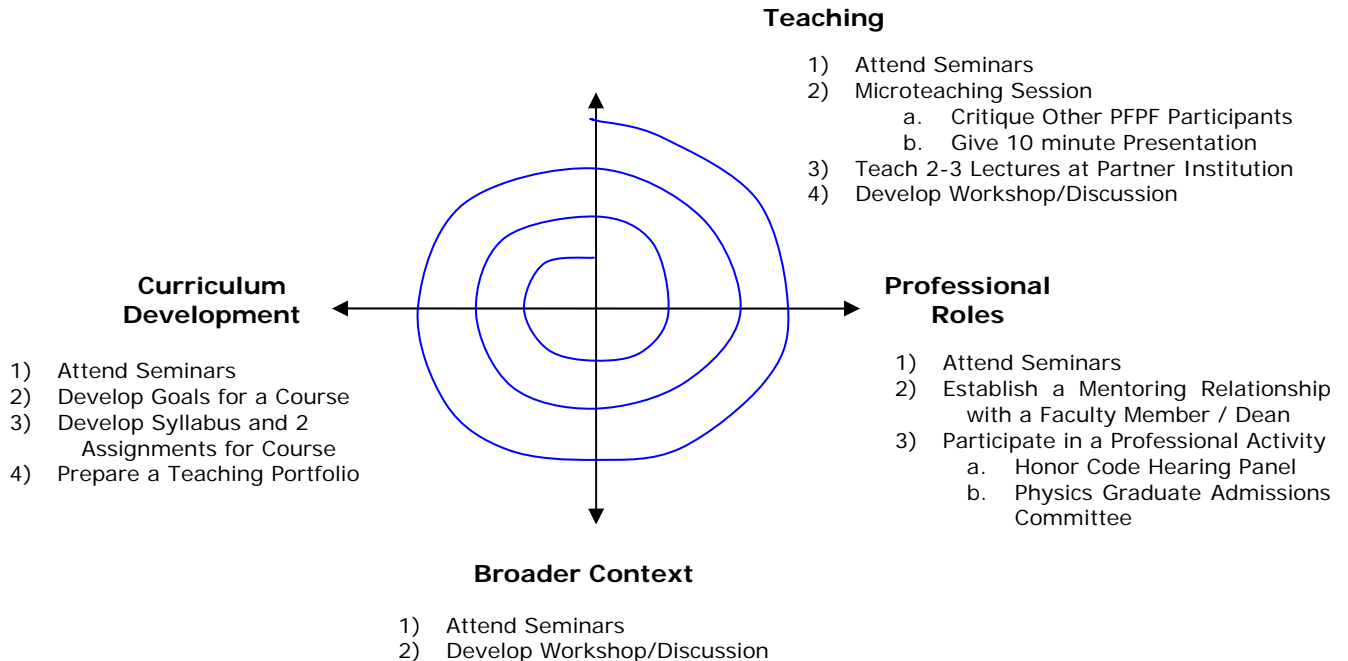 Teaching
1) Attend Seminars
2) Microteaching Session
a. Critique Other PFPF Participants
b. Give 10 minute Presentation
3) Teach 2-3 Lectures at Partner Institution
4) Develop Workshop/Discussion
Curriculum
Development
1) Attend Seminars
2) Develop Goals for a Course
3) Develop Syllabus and 2
Assignments for Course
4) Prepare a Teaching Portfolio
Professional
Roles
1) Attend Seminars
2) Establish a Mentoring Relationship
with a Faculty Member / Dean
3) Participate in a Professional Activity
a. Honor Code Hearing Panel
b. Physics Graduate Admissions
Committee
Broader Context
1) Attend Seminars
2) Develop Workshop/Discussion